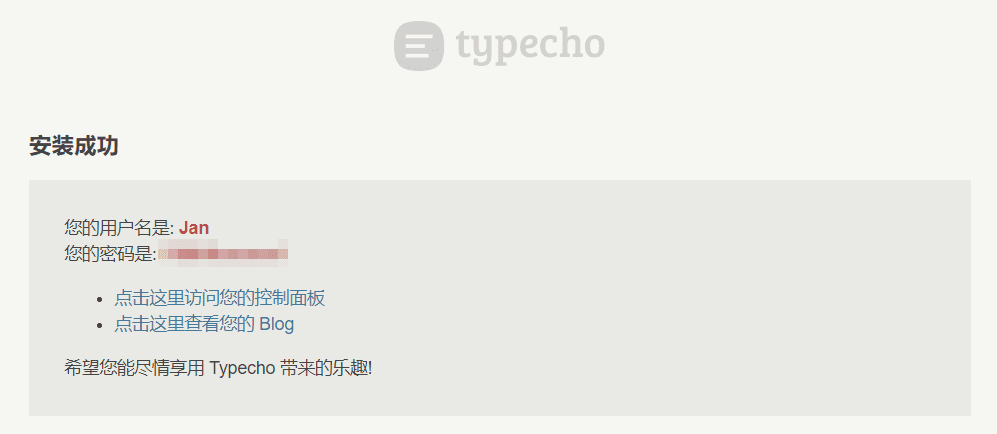 typecho
安装成功
您的用户名是: Jan
您的密码是:
点击这里访问您的控制面板
点击这里查看您的 Blog
希望您能尽情享用 Typecho 带来的乐趣!